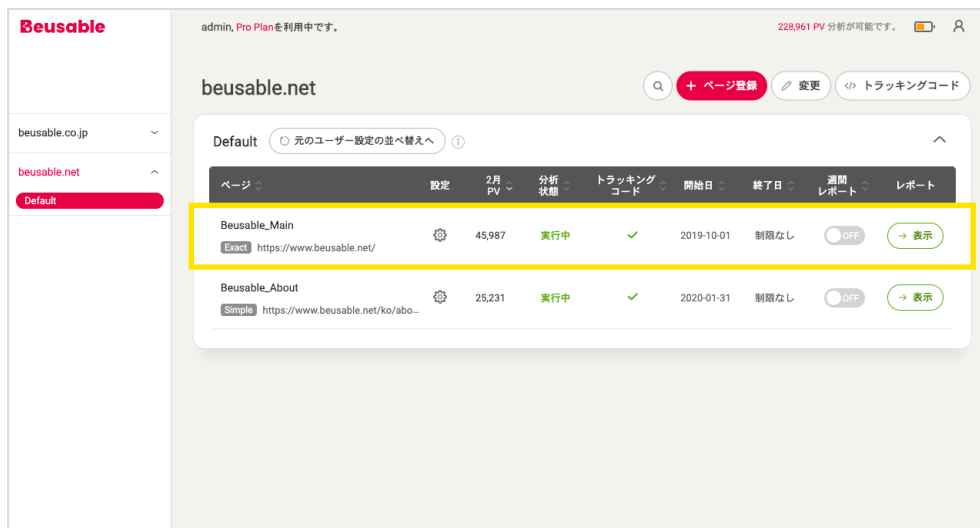 Beusable
admin, Pro Planを利用中です。
228,961 PV 分析が可能です。
beusable.net
+ ページ登録
変更
</> トラッキングコード
beusable.co.jp
beusable.net
Default
Default
元のユーザー設定の並べ替えへ
ページ
設定
2月
PV
分析
状態
トラッキング
コード
開始日
終了日
週間
レポート
レポート
Beusable_Main
Exact https://www.beusable.net/
45,987
実行中
2019-10-01
制限なし
OFF
→ 表示
Beusable_About
Simple https://www.beusable.net/ko/abo...
25,231
実行中
2020-01-31
制限なし
OFF
→ 表示